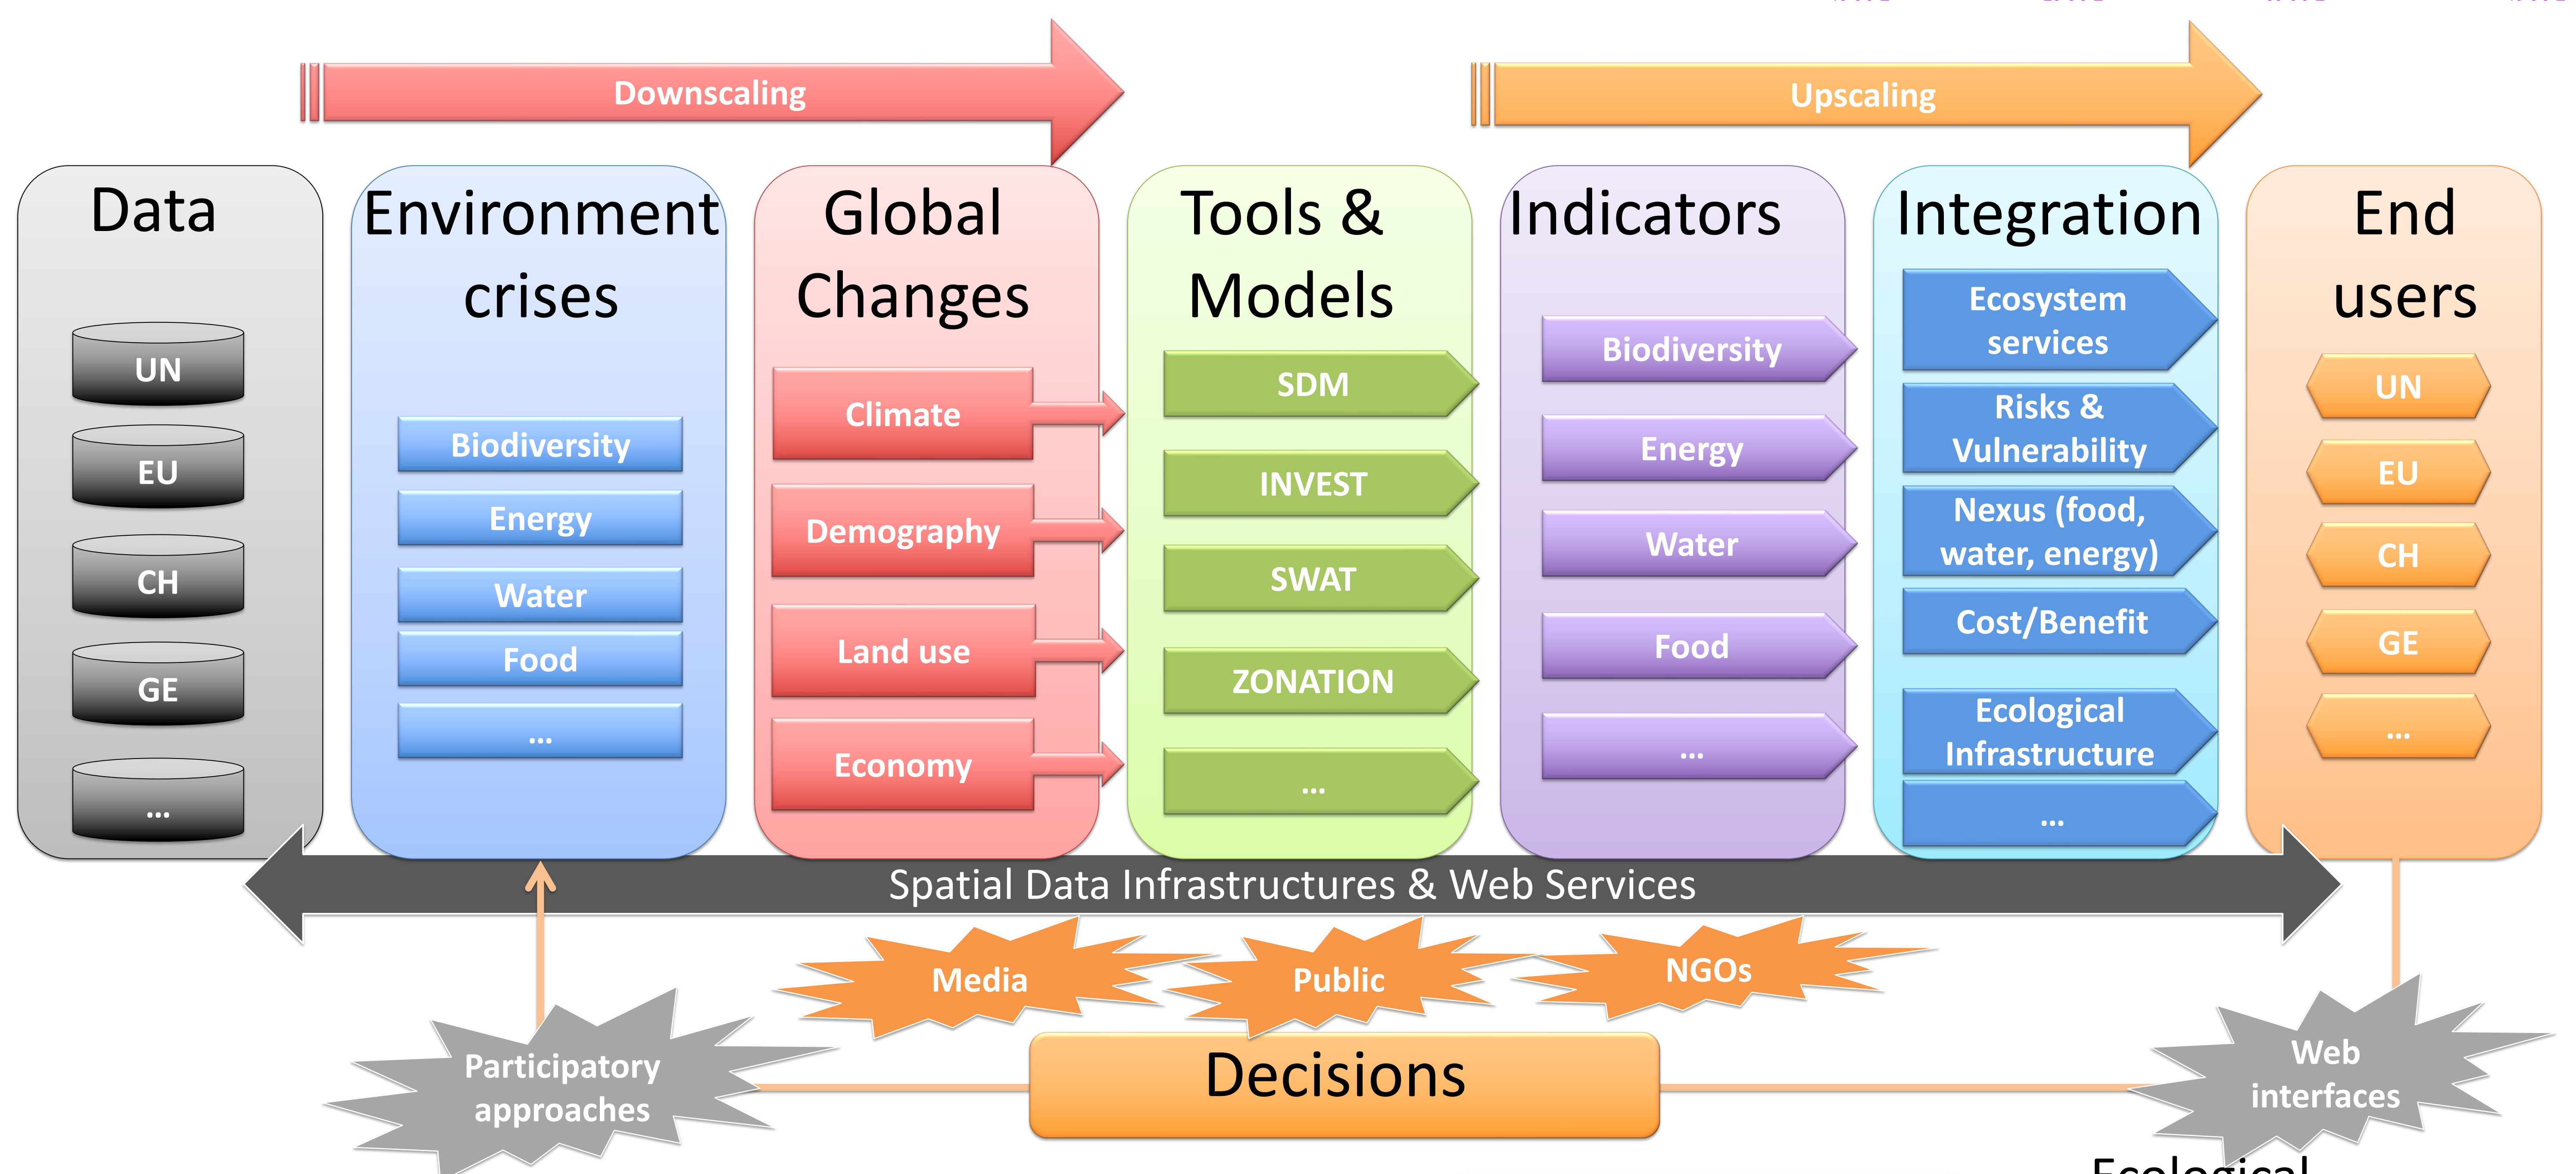 Downscaling
Upscaling
Data
UN
EU
CH
GE
...
Environment
crises
Biodiversity
Energy
Water
Food
...
Global
Changes
Climate
Demography
Land use
Economy
Tools &
Models
SDM
INVEST
SWAT
ZONATION
...
Indicators
Biodiversity
Energy
Water
Food
...
Integration
Ecosystem
services
Risks &
Vulnerability
Nexus (food,
water, energy)
Cost/Benefit
Ecological
Infrastructure
...
End
users
UN
EU
CH
GE
...
Spatial Data Infrastructures & Web Services
Media
Public
NGOs
Participatory
approaches
Decisions
Web
interfaces
Ecological